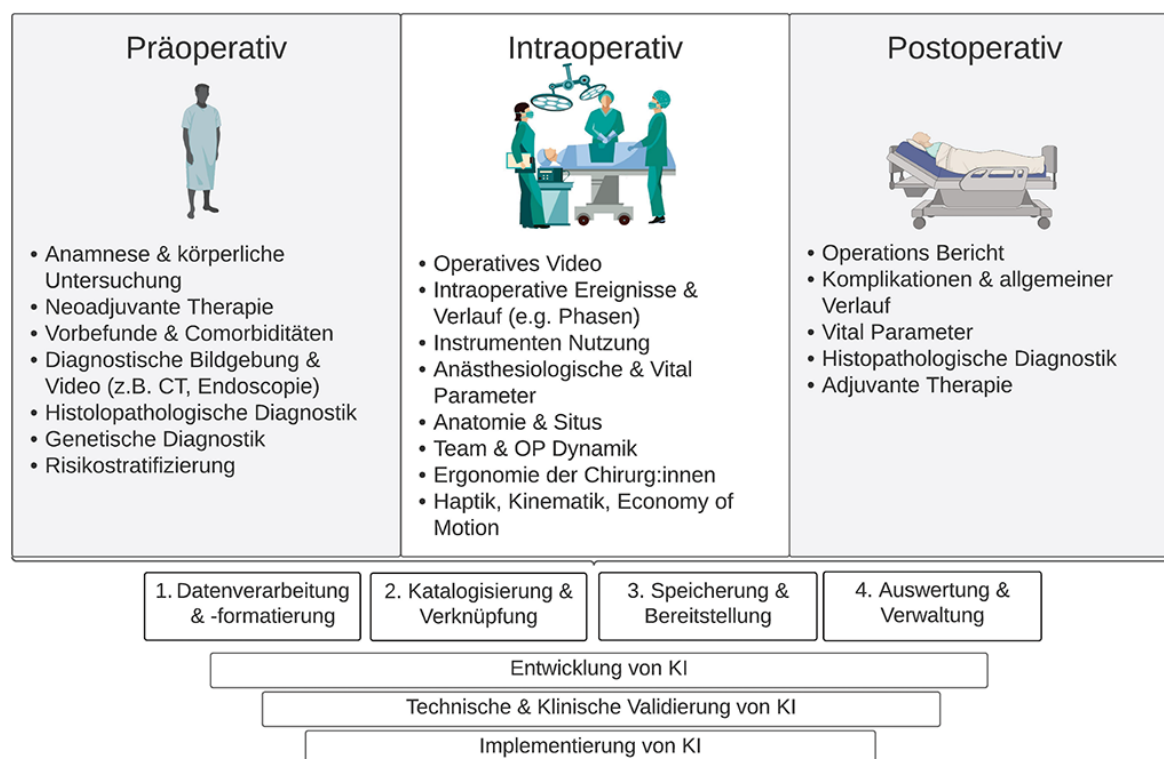 Präoperativ
• Anamnese & körperliche
Untersuchung
• Neoadjuvante Therapie
• Vorbefunde & Comorbiditäten
• Diagnostische Bildgebung &
Video (z.B. CT, Endoscopie)
• Histolopathologische Diagnostik
• Genetische Diagnostik
• Risikostratifizierung
Intraoperativ
• Operatives Video
• Intraoperative Ereignisse &
Verlauf (e.g. Phasen)
• Instrumenten Nutzung
• Anästhesiologische & Vital
Parameter
• Anatomie & Situs
• Team & OP Dynamik
• Ergonomie der Chirurg:innen
• Haptik, Kinematik, Economy of
Motion
Postoperativ
• Operations Bericht
• Komplikationen & allgemeiner
Verlauf
• Vital Parameter
• Histopathologische Diagnostik
• Adjuvante Therapie
1. Datenverarbeitung
& -formatierung
2. Katalogisierung &
Verknüpfung
3. Speicherung &
Bereitstellung
4. Auswertung &
Verwaltung
Entwicklung von KI
Technische & Klinische Validierung von KI
Implementierung von KI